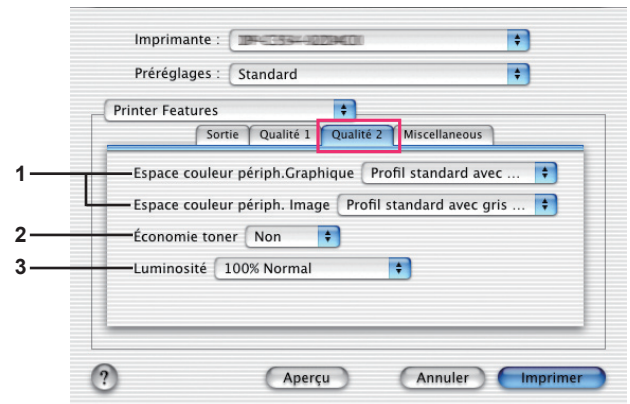 Imprimante :
Préréglages : Standard
Printer Features
Sortie Qualité 1 Qualité 2 Miscellaneous
1 Espace couleur périph.Graphique Profil standard avec ...
Espace couleur périph. Image Profil standard avec gris ...
2 Économie toner Non
3 Luminosité 100% Normal
? Aperçu Annuler Imprimer